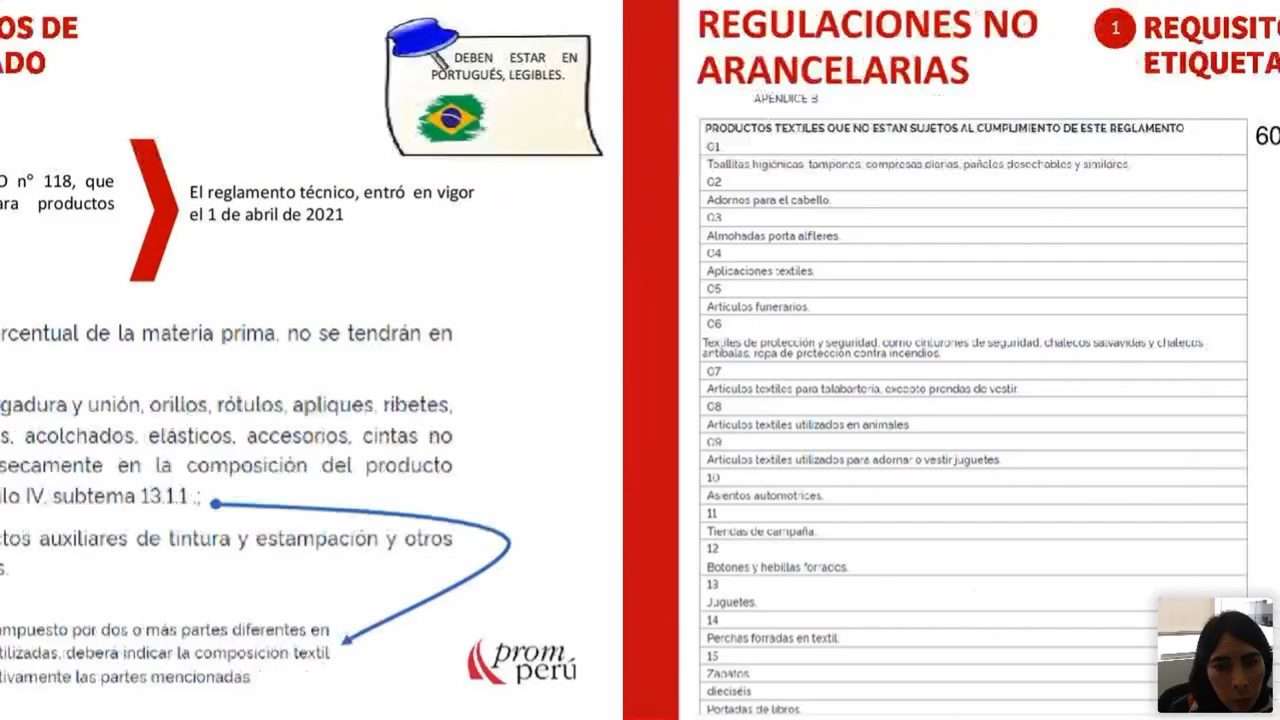 OS DE
ADO
DEBEN ESTAR EN
PORTUGUÉS, LEGIBLES.
O n° 118, que
ara productos
El reglamento técnico, entró en vigor
el 1 de abril de 2021
rcentual de la materia prima, no se tendrán en
gadura y unión, orillos, rótulos, apliques, ribetes,
s, acolchados, elásticos, accesorios, cintas no
secamente en la composición del producto
ilo IV, subtema 13.1.1 .;
ctos auxiliares de tintura y estampación y otros
s.
mpuesto por dos o más partes diferentes en
tilizadas, deberá indicar la composición textil
tivamente las partes mencionadas
prom
perú
REGULACIONES NO
ARANCELARIAS
1 REQUISITO
ETIQUETA
APÉNDICE B
60
PRODUCTOS TEXTILES QUE NO ESTAN SUJETOS AL CUMPLIMIENTO DE ESTE REGLAMENTO
01
Toallitas higiénicas, tampones, compresas diarias, pañales desechables y similares.
02
Adornos para el cabello.
03
Almohadas porta alfileres.
04
Aplicaciones textiles.
05
Artículos funerarios.
06
Textiles de protección y seguridad, como cinturones de seguridad, chalecos salvavidas y chalecos
antibalas, ropa de protección contra incendios.
07
Artículos textiles para talabartería, excepto prendas de vestir.
08
Artículos textiles utilizados en animales
09
Artículos textiles utilizados para adornar o vestir juguetes.
10
Asientos automotrices.
11
Tiendas de campaña.
12
Botones y hebillas forrados.
13
Juguetes.
14
Perchas forradas en textil.
15
Zapatos
dieciséis
Portadas de libros.